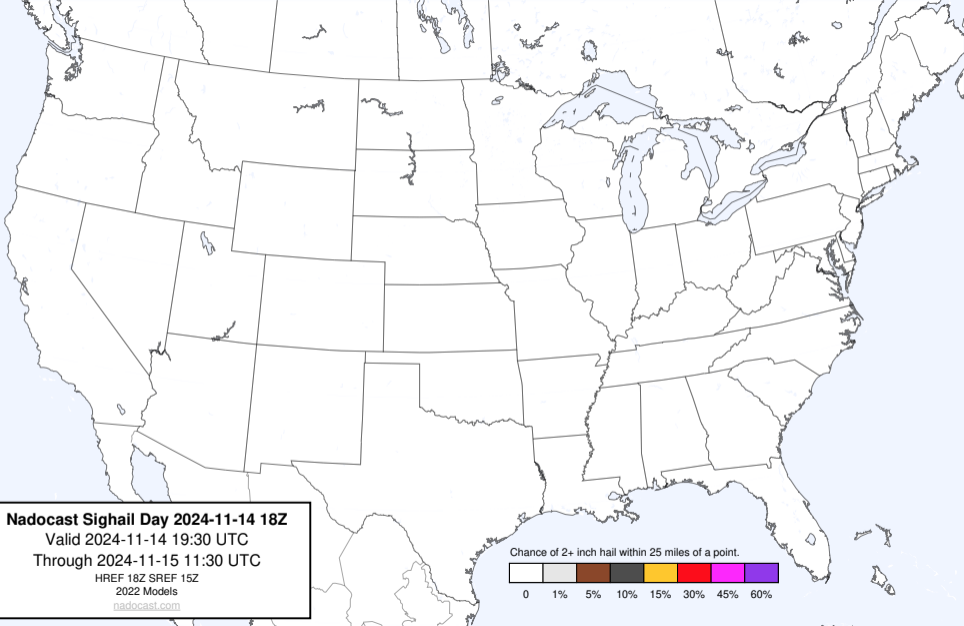 Nadocast Sighail Day 2024-11-14 18Z
Valid 2024-11-14 19:30 UTC
Through 2024-11-15 11:30 UTC
HREF 18Z SREF 15Z
2022 Models
nadocast.com
Chance of 2+ inch hail within 25 miles of a point.
0 1% 5% 10% 15% 30% 45% 60%